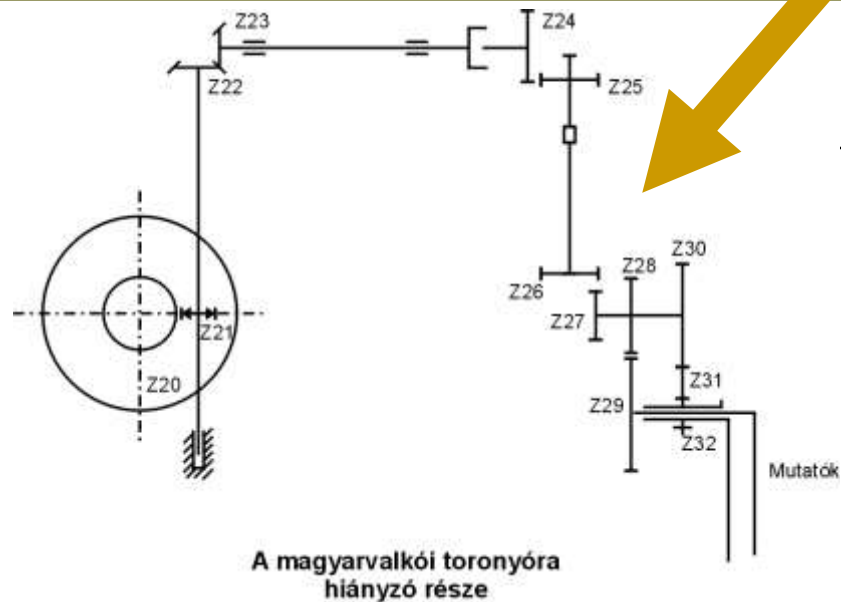 Z23
Z24
Z22
Z25
Z30
Z28
Z26
Z27
Z21
Z31
Z20
Z29
Z32
Mutatók
A magyarvalkói toronyóra
hiányzó része